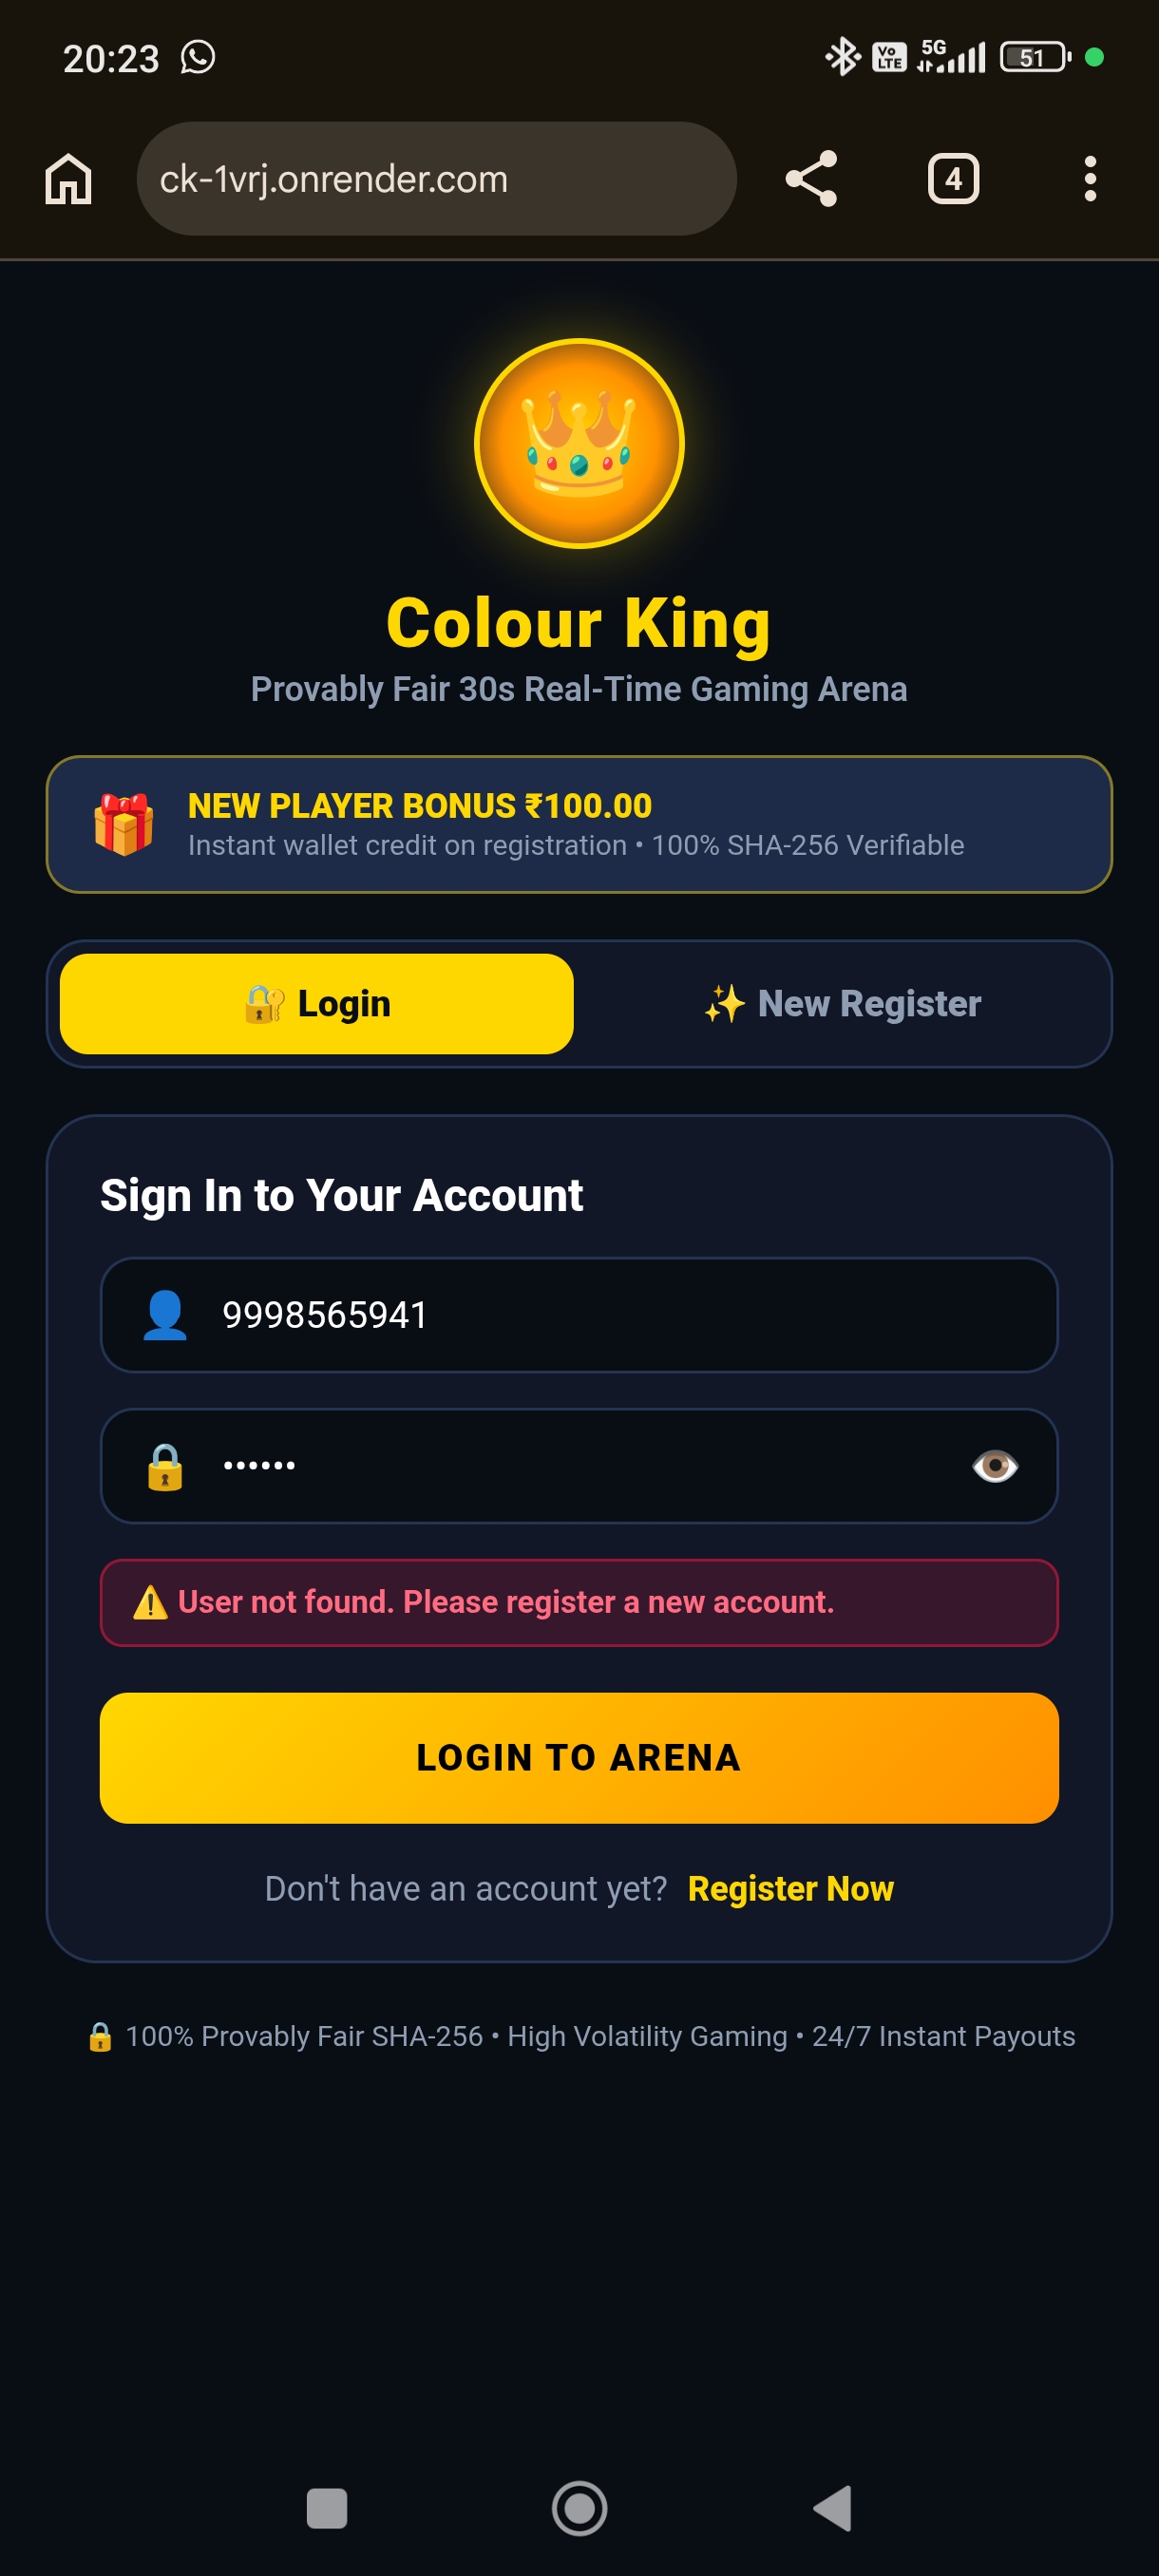 20:23
Vo LTE 5G 51
ck-1vrj.onrender.com
4
Colour King
Provably Fair 30s Real-Time Gaming Arena
NEW PLAYER BONUS ₹100.00
Instant wallet credit on registration • 100% SHA-256 Verifiable
Login
New Register
Sign In to Your Account
9998565941
••••••
User not found. Please register a new account.
LOGIN TO ARENA
Don't have an account yet? Register Now
100% Provably Fair SHA-256 • High Volatility Gaming • 24/7 Instant Payouts